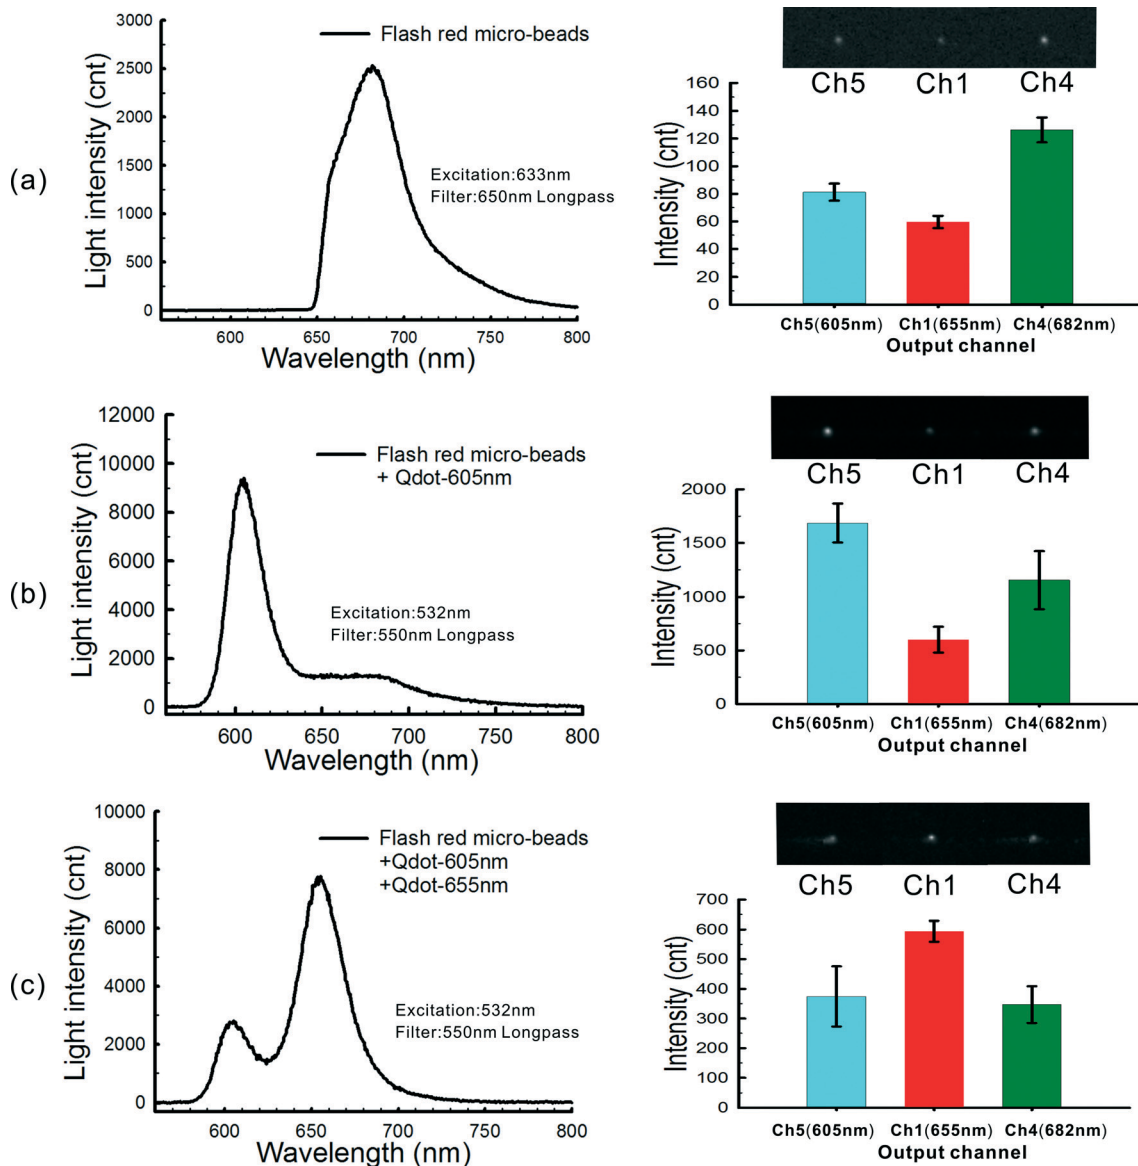 (a)
3000
2500
2000
1500
1000
500
0
Light intensity (cnt)
Flash red micro-beads
Excitation:633nm
Filter:650nm Longpass
600 650 700 750 800
Wavelength (nm)
Ch5 Ch1 Ch4
160
140
120
100
80
60
40
20
0
Intensity (cnt)
Ch5(605nm) Ch1(655nm) Ch4(682nm)
Output channel
(b)
12000
10000
8000
6000
4000
2000
0
Light intensity (cnt)
Flash red micro-beads
+ Qdot-605nm
Excitation:532nm
Filter:550nm Longpass
600 650 700 750 800
Wavelength (nm)
Ch5 Ch1 Ch4
2000
1500
1000
500
0
Intensity (cnt)
Ch5(605nm) Ch1(655nm) Ch4(682nm)
Output channel
(c)
10000
8000
6000
4000
2000
0
Light intensity (cnt)
Flash red micro-beads
+Qdot-605nm
+Qdot-655nm
Excitation:532nm
Filter:550nm Longpass
600 650 700 750 800
Wavelength (nm)
Ch5 Ch1 Ch4
700
600
500
400
300
200
100
0
Intensity (cnt)
Ch5(605nm) Ch1(655nm) Ch4(682nm)
Output channel